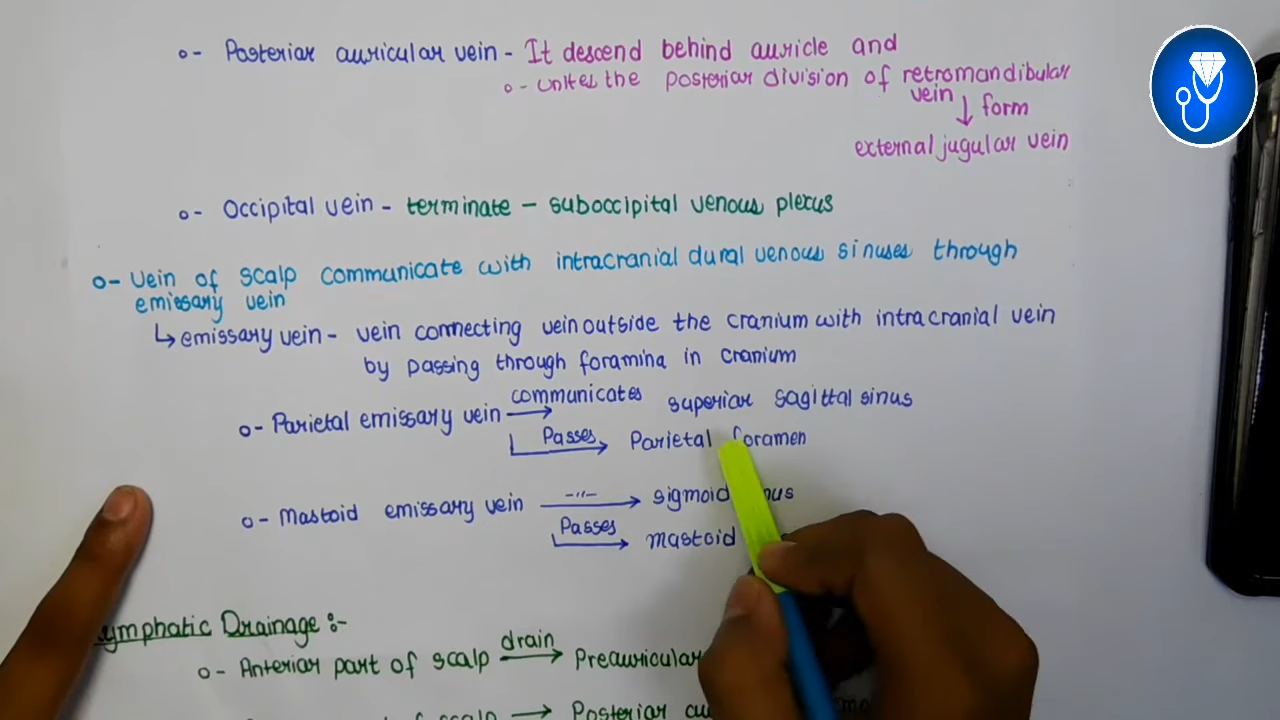 o- Posterior auricular vein - It descend behind auricle and
o- unites the posterior division of retromandibular
vein ↓ form
external jugular vein
o- Occipital vein - terminate - suboccipital venous plexus
o- Vein of scalp communicate with intracranial dural venous sinuses through
emissary vein
↳ emissary vein - vein connecting vein outside the cranium with intracranial vein
by passing through foramina in cranium
o- Parietal emissary vein communicates → superior sagittal sinus
Passes → Parietal foramen
o- Mastoid emissary vein -"- → sigmoid
Passes → mastoid
Lymphatic Drainage :-
o- Anterior part of scalp drain → Preauricular
of scalp → Posterior